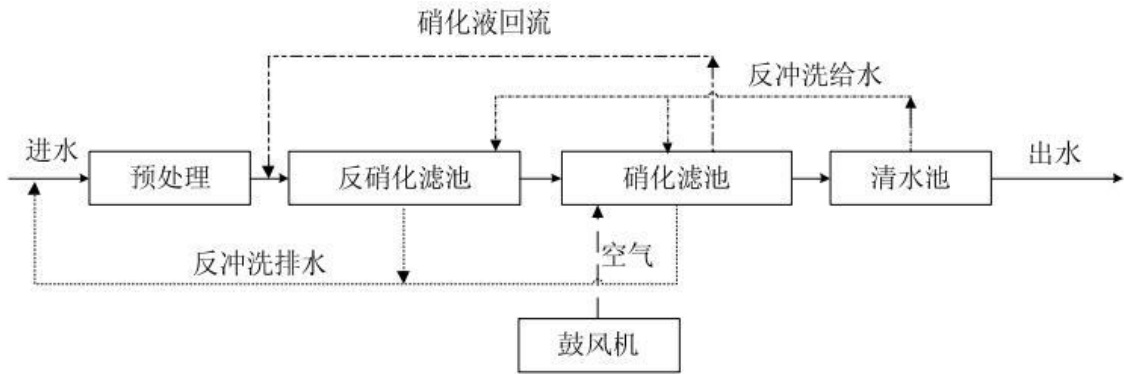 硝化液回流
反冲洗给水
进水
预处理
反硝化滤池
硝化滤池
清水池
出水
反冲洗排水
空气
鼓风机